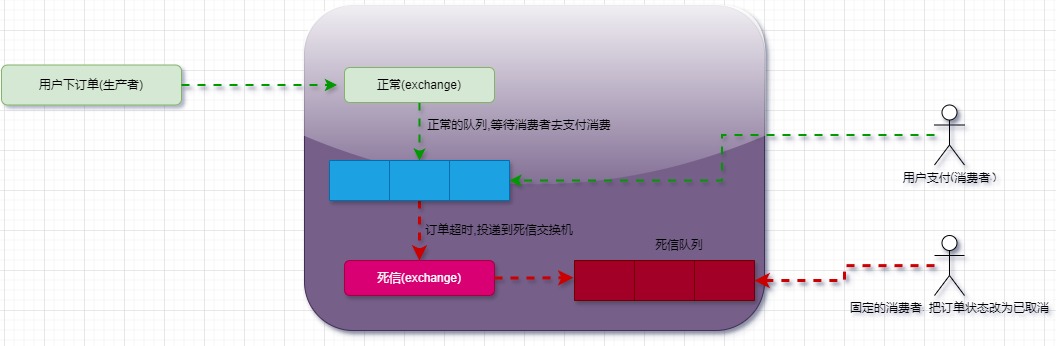 用户下订单(生产者)
正常(exchange)
正常的队列,等待消费者去支付消费
用户支付(消费者)
订单超时,投递到死信交换机
死信队列
死信(exchange)
固定的消费者 把订单状态改为已取消